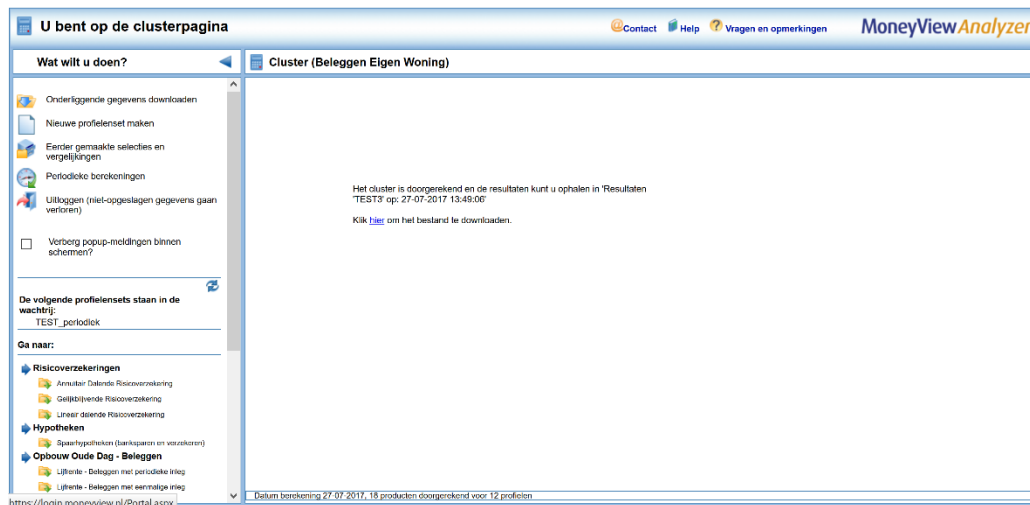 U bent op de clusterpagina
@Contact Help Vragen en opmerkingen
MoneyView Analyzer
Wat wilt u doen?
Cluster (Beleggen Eigen Woning)
Onderliggende gegevens downloaden
Nieuwe profielenset maken
Eerder gemaakte selecties en
vergelijkingen
Periodieke berekeningen
Uitloggen (niet-opgeslagen gegevens gaan
verloren)
Verberg popup-meldingen binnen
schermen?
De volgende profielensets staan in de
wachtrij:
TEST_periodiek
Ga naar:
Risicoverzekeringen
Annuitair Dalende Risicoverzekering
Gelijkblijvende Risicoverzekering
Lineair dalende Risicoverzekering
Hypotheken
Spaarhypotheken (banksparen en verzekeren)
Opbouw Oude Dag - Beleggen
Lijfrente - Beleggen met periodieke inleg
Lijfrente - Beleggen met eenmalige inleg
https://login.moneyview.nl/Portal.aspx
Het cluster is doorgerekend en de resultaten kunt u ophalen in 'Resultaten
'TEST3' op: 27-07-2017 13:49:06'
Klik hier om het bestand te downloaden.
Datum berekening 27-07-2017, 18 producten doorgerekend voor 12 profielen